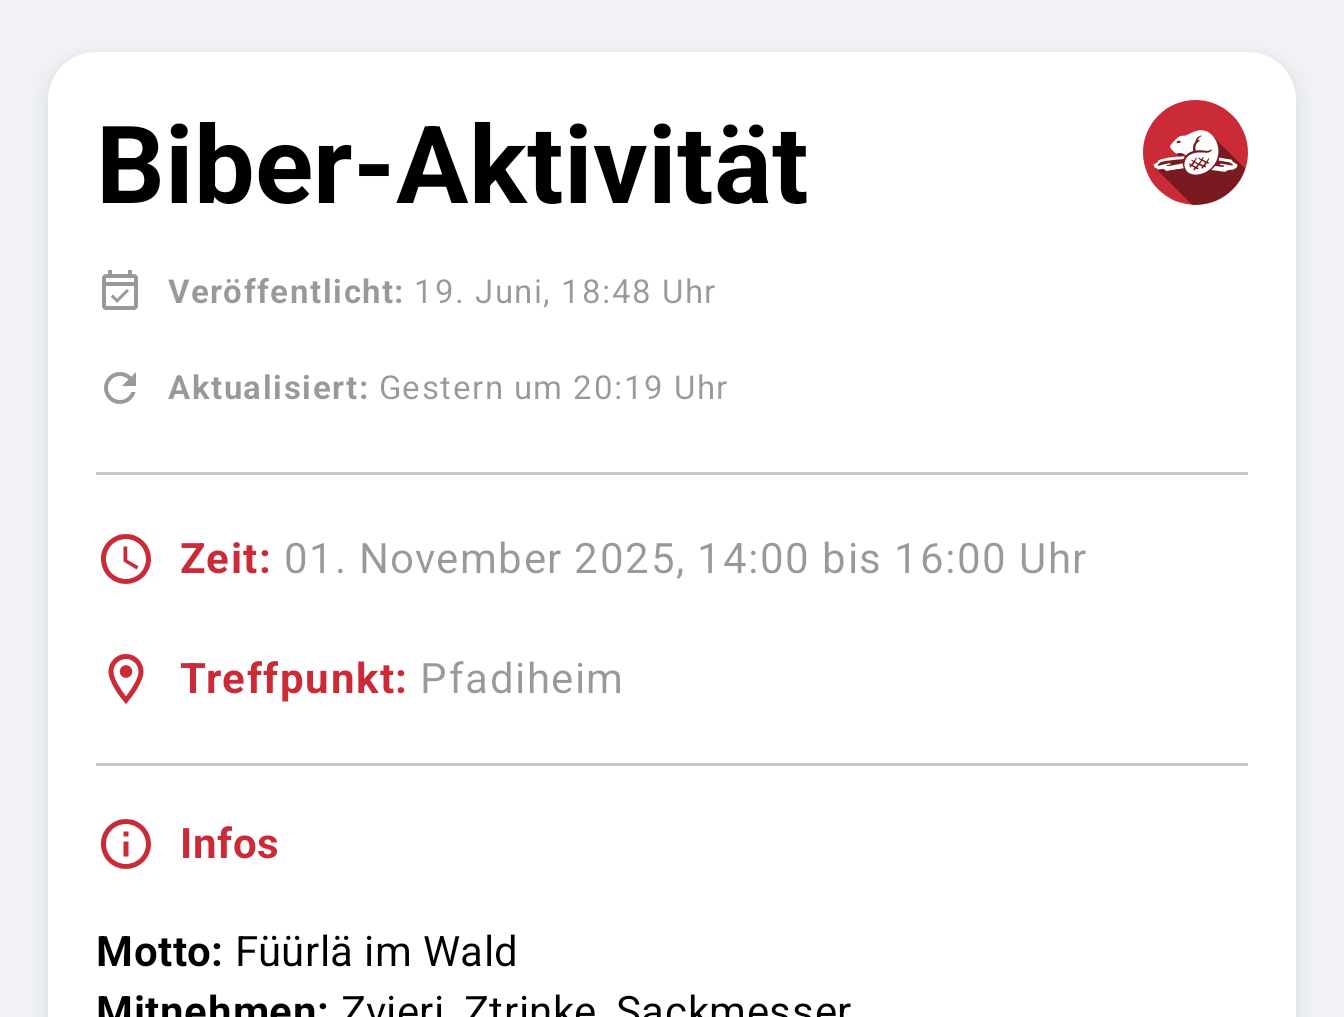 Biber-Aktivität
Veröffentlicht: 19. Juni, 18:48 Uhr
Aktualisiert: Gestern um 20:19 Uhr
Zeit: 01. November 2025, 14:00 bis 16:00 Uhr
Treffpunkt: Pfadiheim
Infos
Motto: Füürlä im Wald
Mitnehmen: Zvieri, Ztrinke, Sackmesser